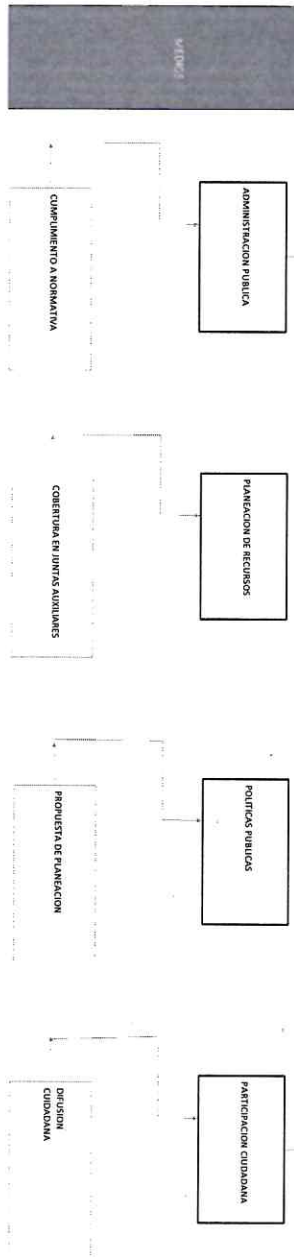 MEDIOS
ADMINISTRACION PUBLICA
CUMPLIMIENTO A NORMATIVA
PLANEACION DE RECURSOS
COBERTURA EN JUNTAS AUXILIARES
POLITICAS PUBLICAS
PROPUESTA DE PLANEACION
PARTICIPACION CIUDADANA
DIFUSION
CUIDADANA